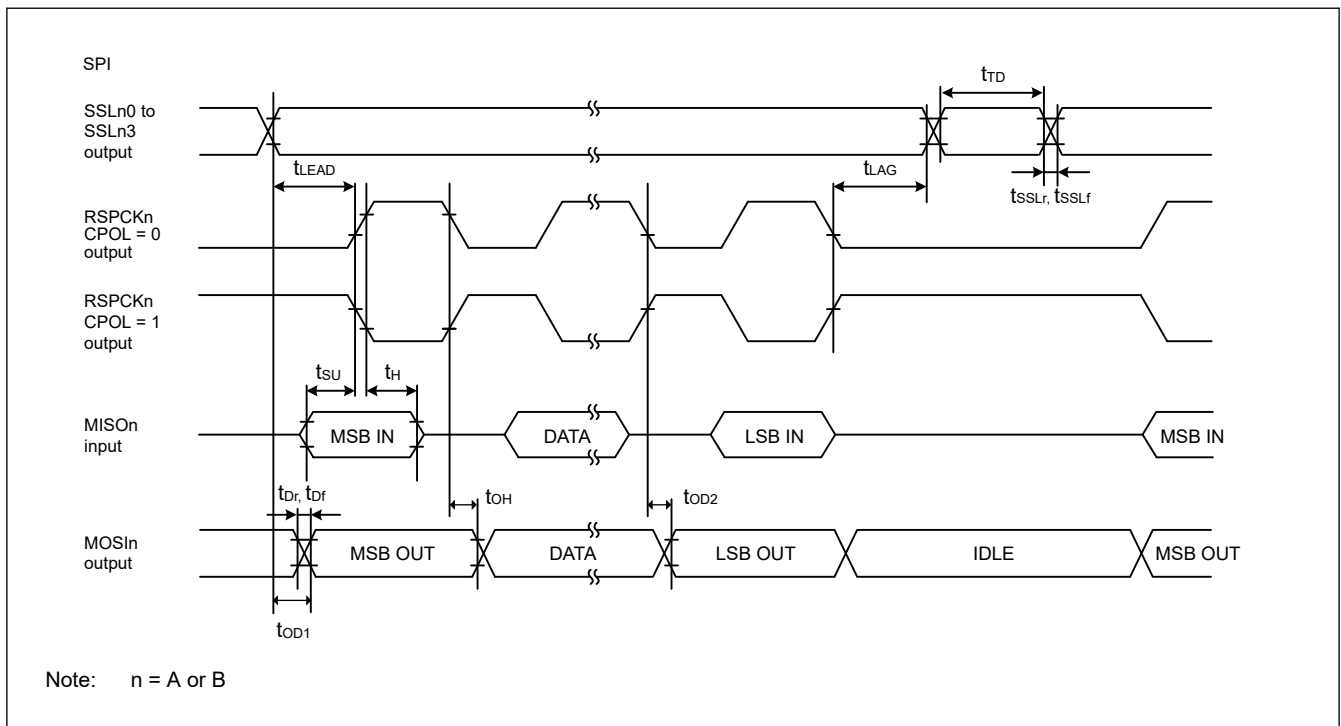 SPI
tTD
SSLn0 to
SSLn3
output
tLEAD
tLAG
tSSLr, tSSLf
RSPCKn
CPOL = 0
output
RSPCKn
CPOL = 1
output
tSU
tH
MISOn
input
MSB IN
DATA
LSB IN
MSB IN
tDr, tDf
tOH
tOD2
MOSIn
output
MSB OUT
DATA
LSB OUT
IDLE
MSB OUT
tOD1
Note: n = A or B